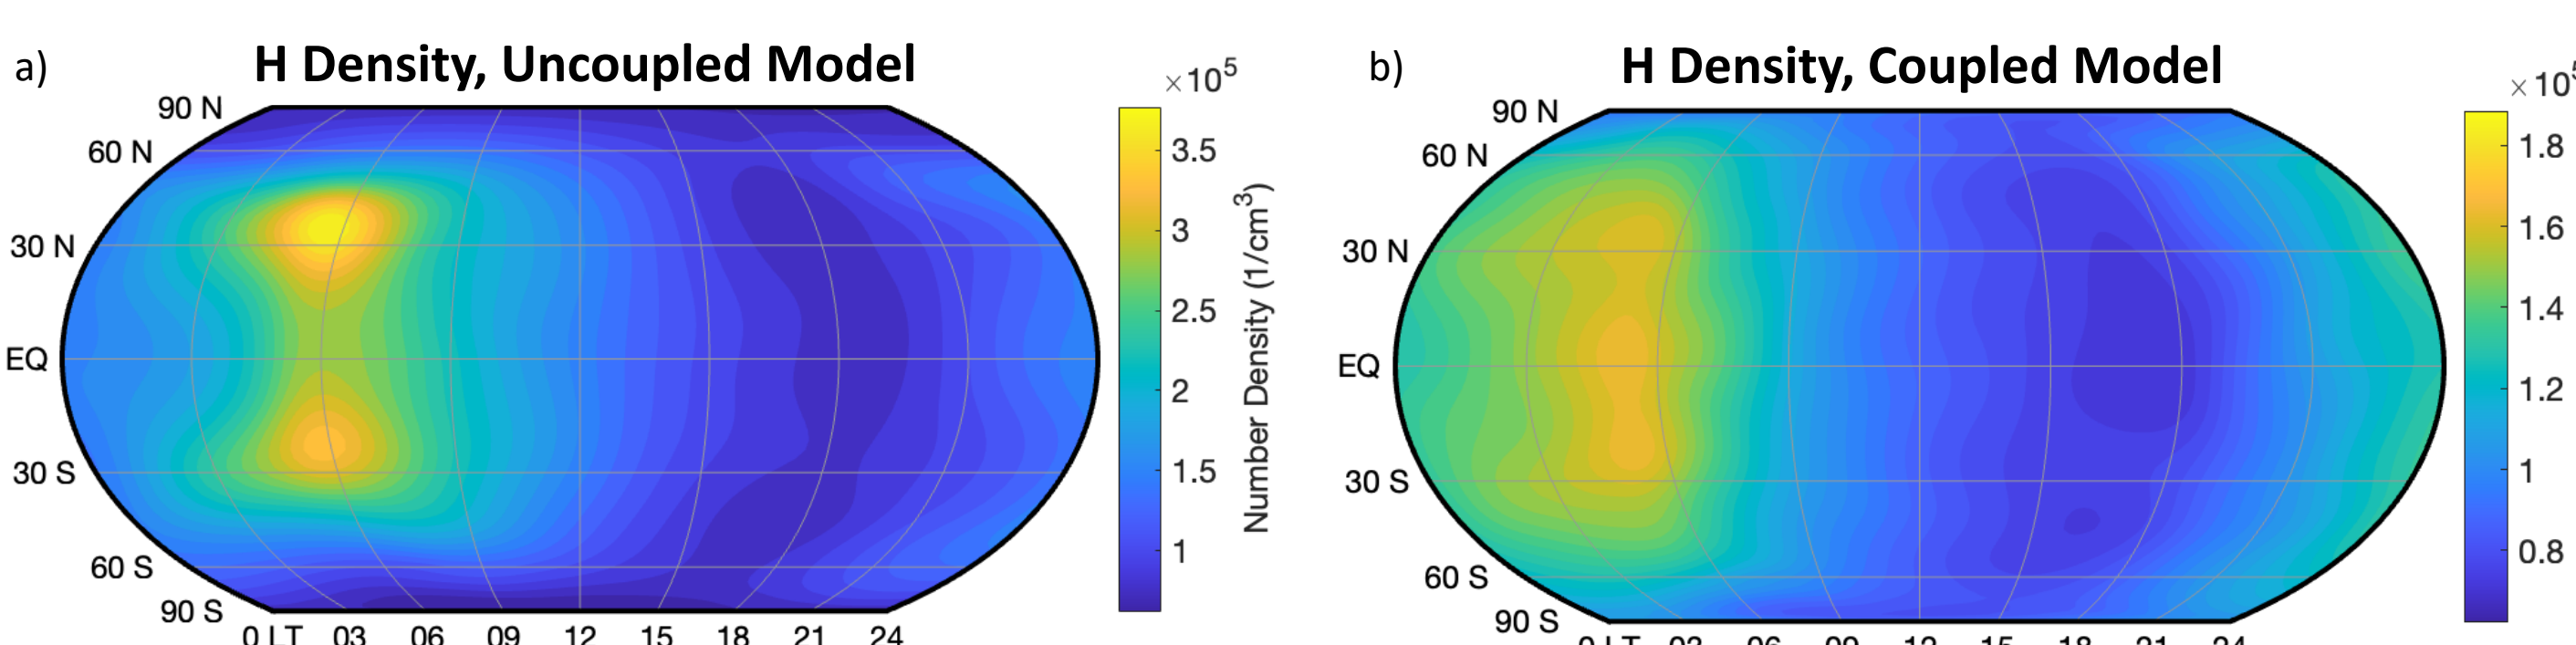 a) H Density, Uncoupled Model
×10^5
90 N
60 N
30 N
EQ
30 S
60 S
90 S
0 LT 03 06 09 12 15 18 21 24
3.5
3
2.5
2
1.5
1
Number Density (1/cm^3)
b) H Density, Coupled Model
90 N
60 N
30 N
EQ
30 S
60 S
90 S
1.8
1.6
1.4
1.2
1
0.8